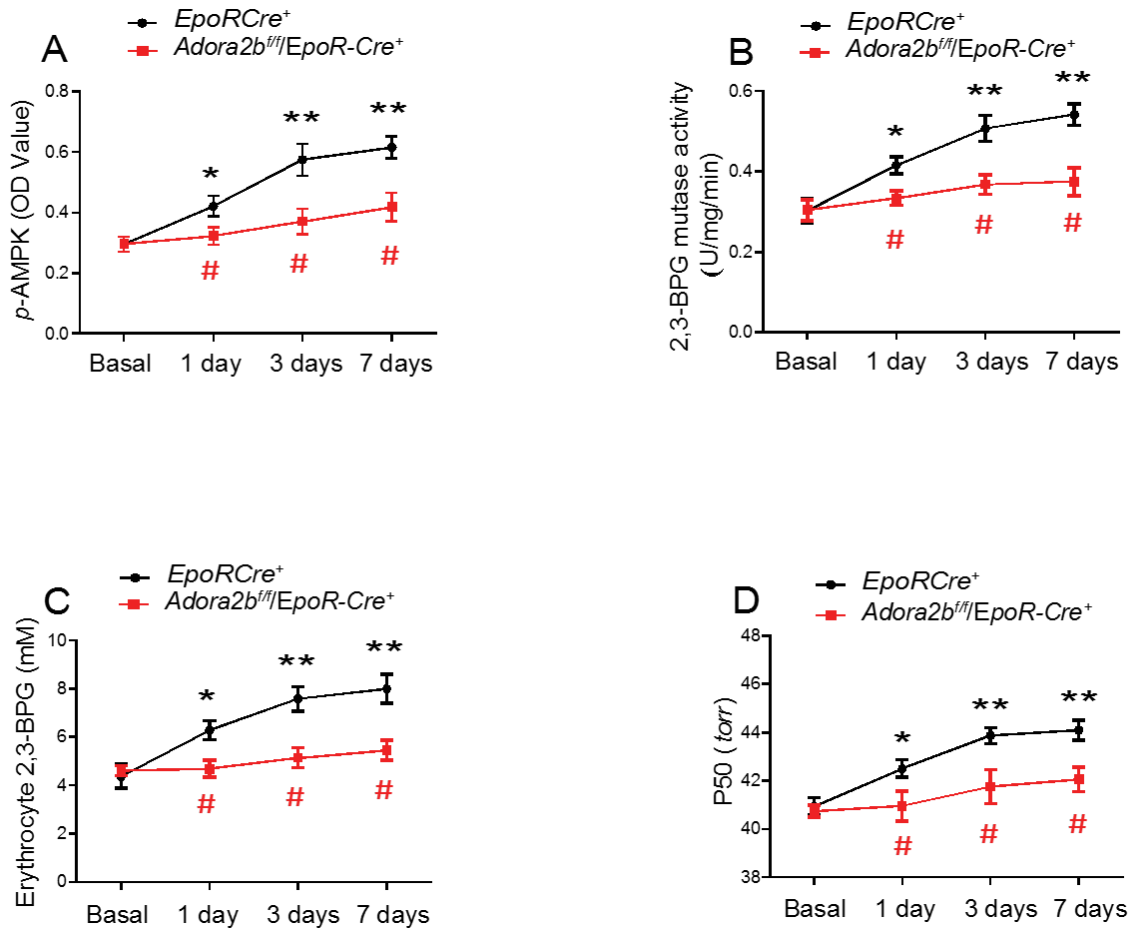 A
EpoRCre⁺
Adora2bᶠ/ᶠ/EpoR-Cre⁺
p-AMPK (OD Value)
0.8
0.6
0.4
0.2
0.0
*
**
**
#
#
#
Basal
1 day
3 days
7 days
B
EpoRCre⁺
Adora2bᶠ/ᶠ/EpoR-Cre⁺
2,3-BPG mutase activity
(U/mg/min)
0.6
0.4
0.2
0.0
*
**
**
#
#
#
Basal
1 day
3 days
7 days
C
EpoRCre⁺
Adora2bᶠ/ᶠ/EpoR-Cre⁺
Erythrocyte 2,3-BPG (mM)
10
8
6
4
2
0
*
**
**
#
#
#
Basal
1 day
3 days
7 days
D
EpoRCre⁺
Adora2bᶠ/ᶠ/EpoR-Cre⁺
P50 (torr)
48
46
44
42
40
38
*
**
**
#
#
#
Basal
1 day
3 days
7 days